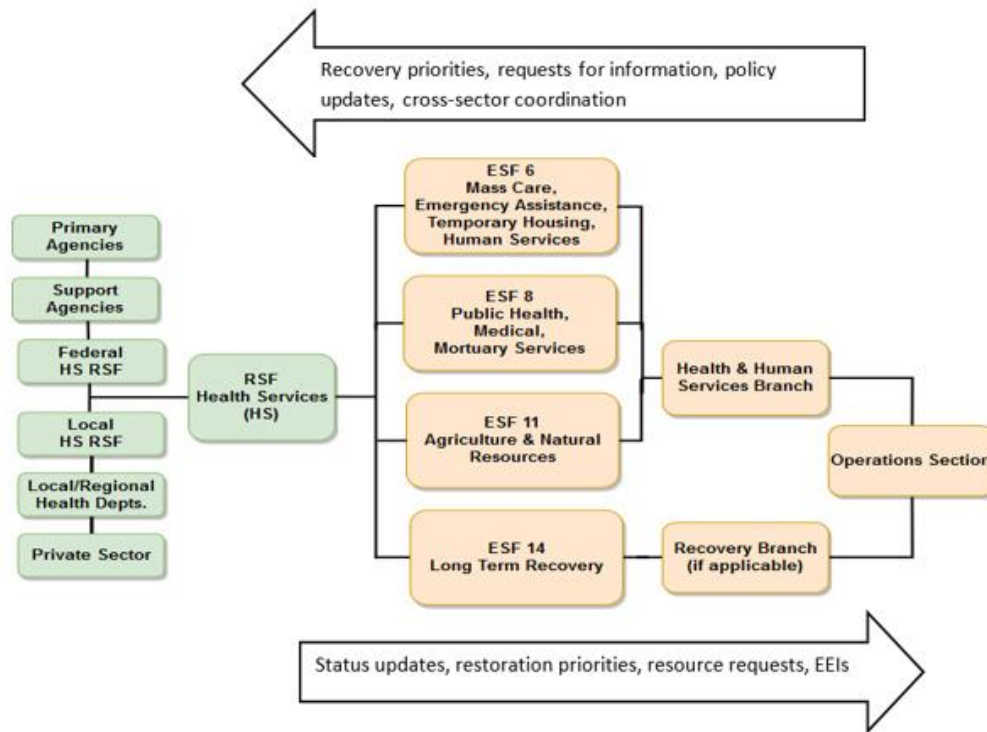 Recovery priorities, requests for information, policy
updates, cross-sector coordination
Primary
Agencies
Support
Agencies
Federal
HS RSF
Local
HS RSF
Local/Regional
Health Depts.
Private Sector
RSF
Health Services
(HS)
ESF 6
Mass Care,
Emergency Assistance,
Temporary Housing,
Human Services
ESF 8
Public Health,
Medical,
Mortuary Services
ESF 11
Agriculture & Natural
Resources
ESF 14
Long Term Recovery
Health & Human
Services Branch
Recovery Branch
(if applicable)
Operations Section
Status updates, restoration priorities, resource requests, EEIs